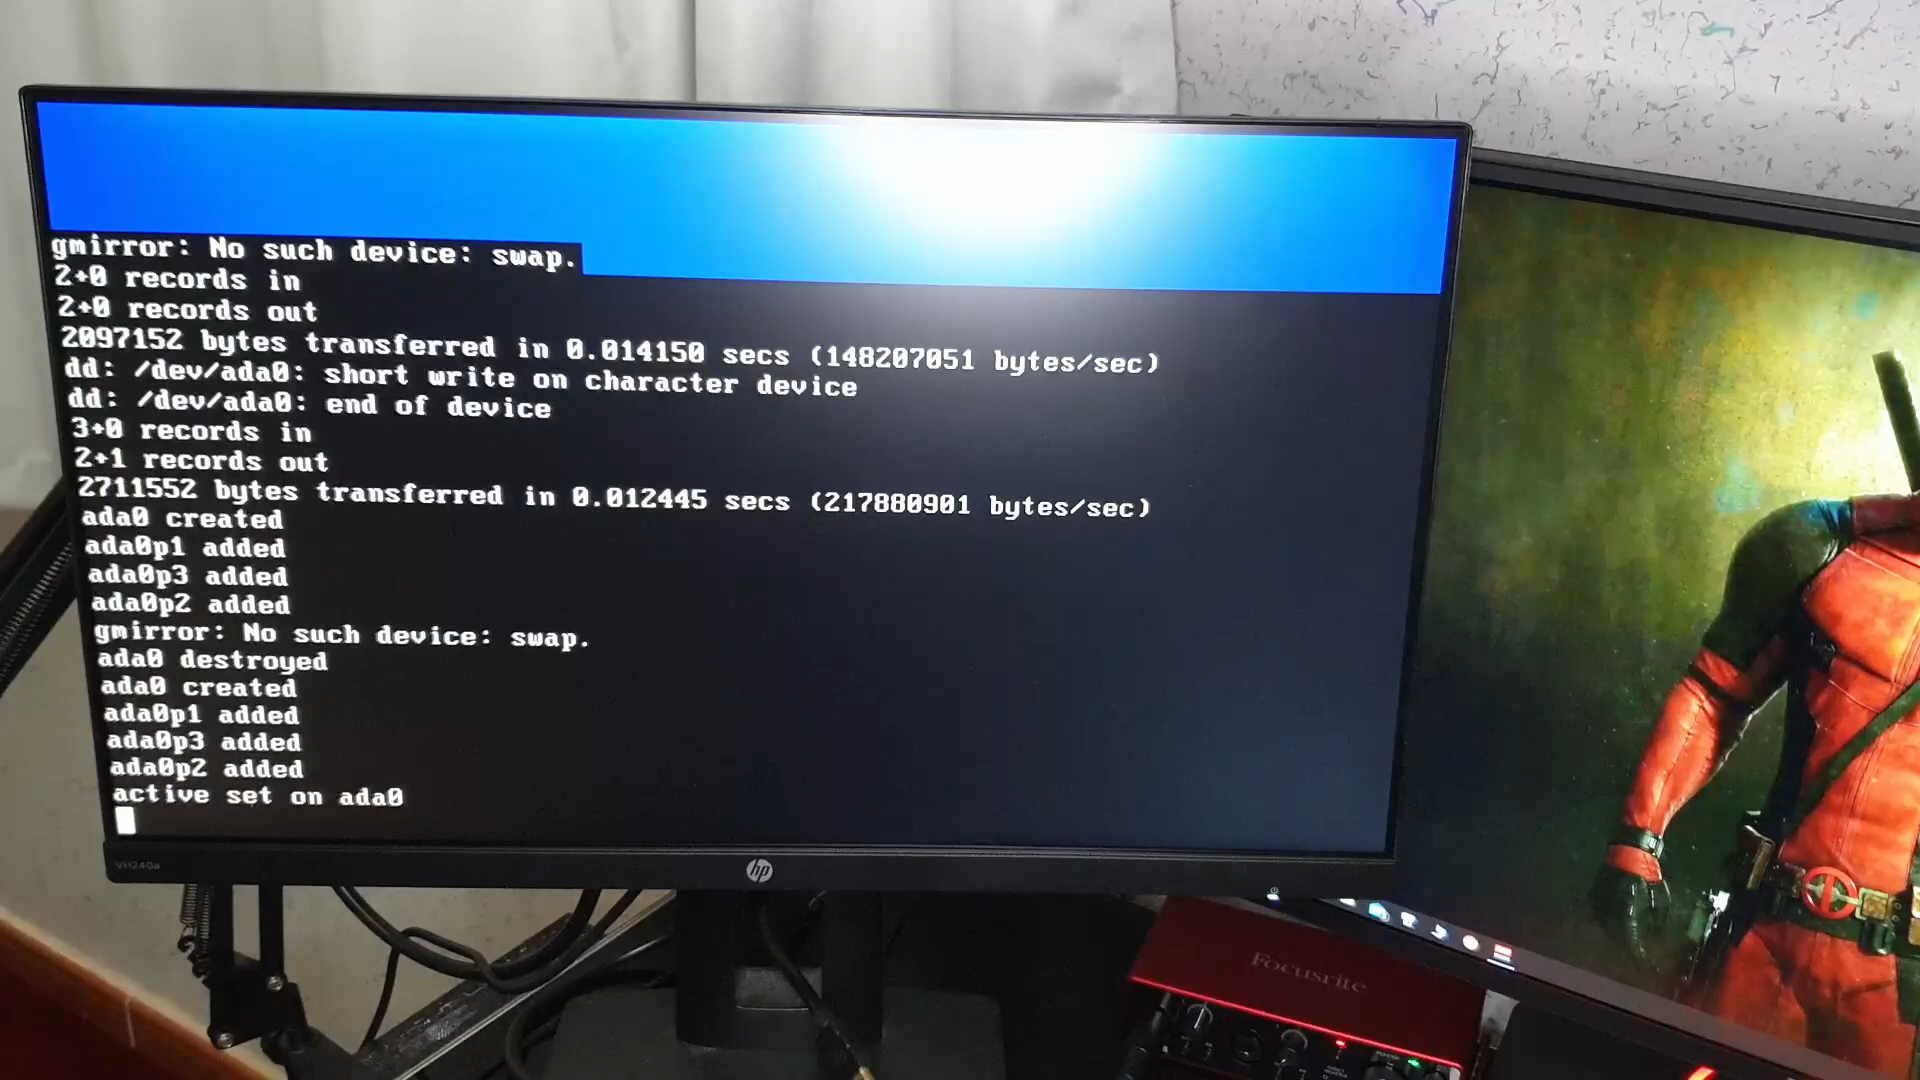 gmirror: No such device: swap.
2+0 records in
2+0 records out
2097152 bytes transferred in 0.014150 secs (148207051 bytes/sec)
dd: /dev/ada0: short write on character device
dd: /dev/ada0: end of device
3+0 records in
2+1 records out
2711552 bytes transferred in 0.012445 secs (217880901 bytes/sec)
ada0 created
ada0p1 added
ada0p3 added
ada0p2 added
gmirror: No such device: swap.
ada0 destroyed
ada0 created
ada0p1 added
ada0p3 added
ada0p2 added
active set on ada0
VH240a
hp
Focusrite